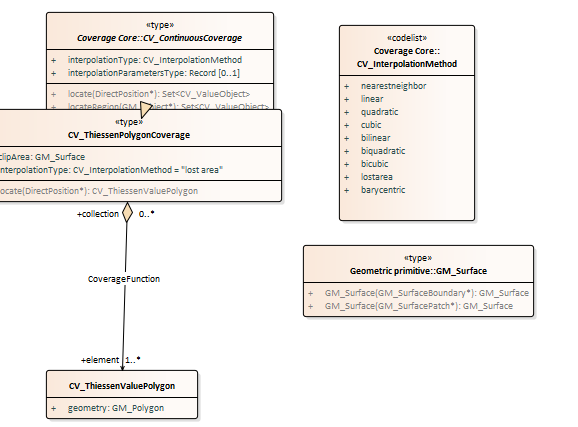 «type»
Coverage Core::CV_ContinuousCoverage
+ interpolationType: CV_InterpolationMethod
+ interpolationParametersType: Record [0..1]
+ locate(DirectPosition*): Set<CV_ValueObject>
+ locateRegion(GM_Object*): Set<CV_ValueObject>
«type»
CV_ThiessenPolygonCoverage
clipArea: GM_Surface
interpolationType: CV_InterpolationMethod = "lost area"
locate(DirectPosition*): CV_ThiessenValuePolygon
+collection 0..*
CoverageFunction
+element 1..*
CV_ThiessenValuePolygon
+ geometry: GM_Polygon
«codelist»
Coverage Core::
CV_InterpolationMethod
+ nearestneighbor
+ linear
+ quadratic
+ cubic
+ bilinear
+ biquadratic
+ bicubic
+ lostarea
+ barycentric
«type»
Geometric primitive::GM_Surface
+ GM_Surface(GM_SurfaceBoundary*): GM_Surface
+ GM_Surface(GM_SurfacePatch*): GM_Surface